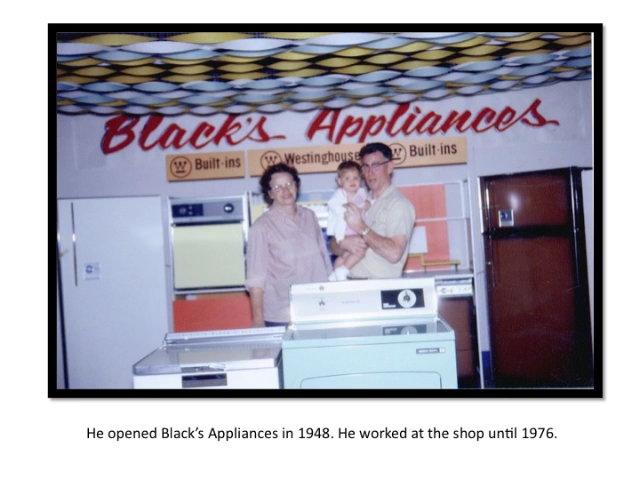 Black's Appliances
Built-ins
Westinghouse
Built-ins
He opened Black’s Appliances in 1948. He worked at the shop until 1976.